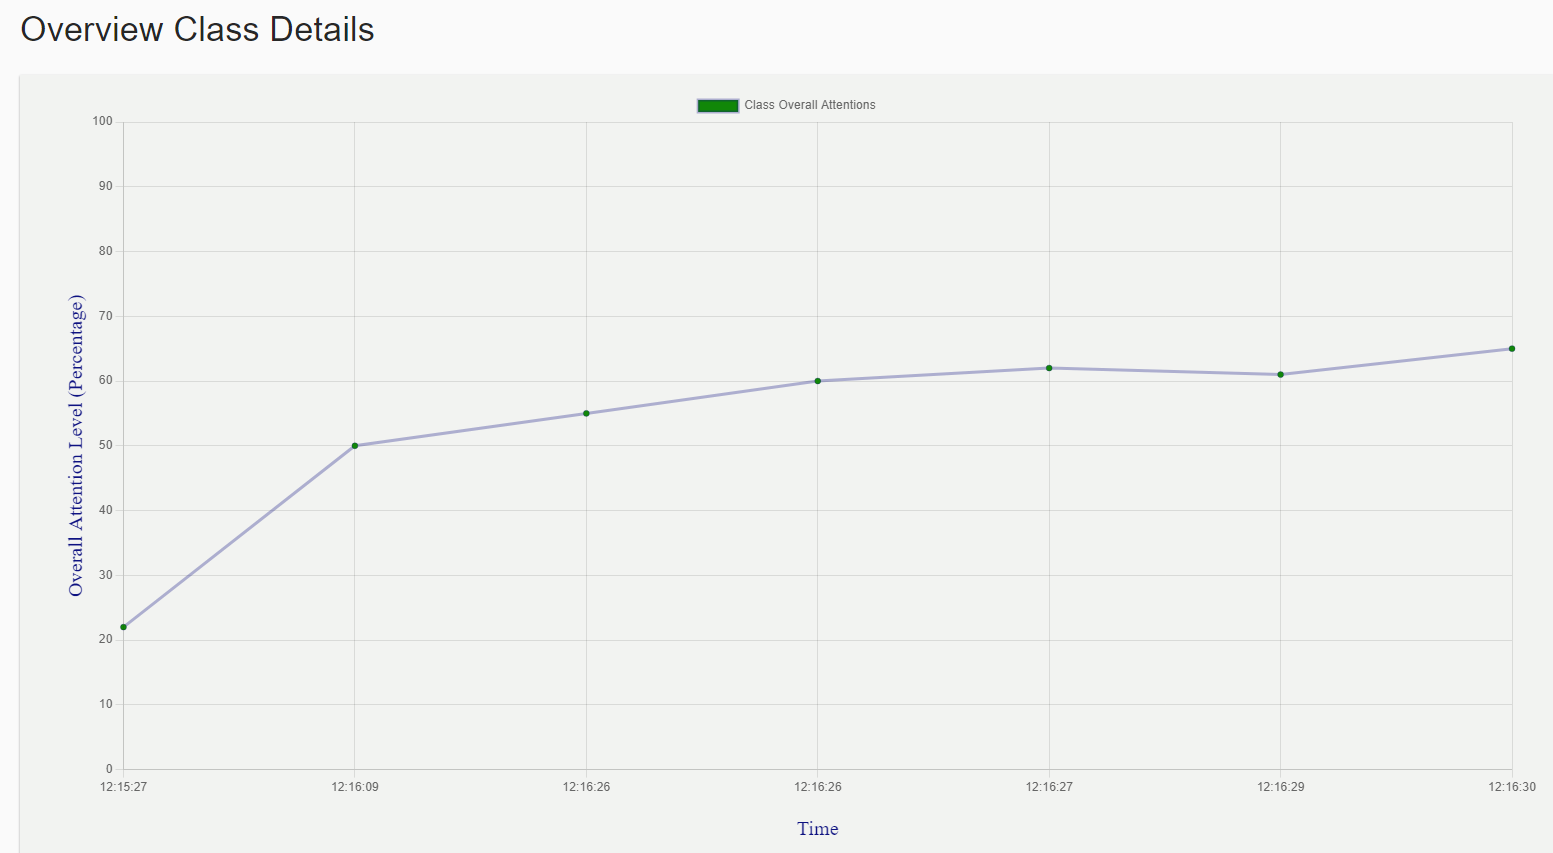 Overview Class Details
Class Overall Attentions
100
90
80
70
60
50
40
30
20
10
0
Overall Attention Level (Percentage)
12:15:27 12:16:09 12:16:26 12:16:26 12:16:27 12:16:29 12:16:30
Time